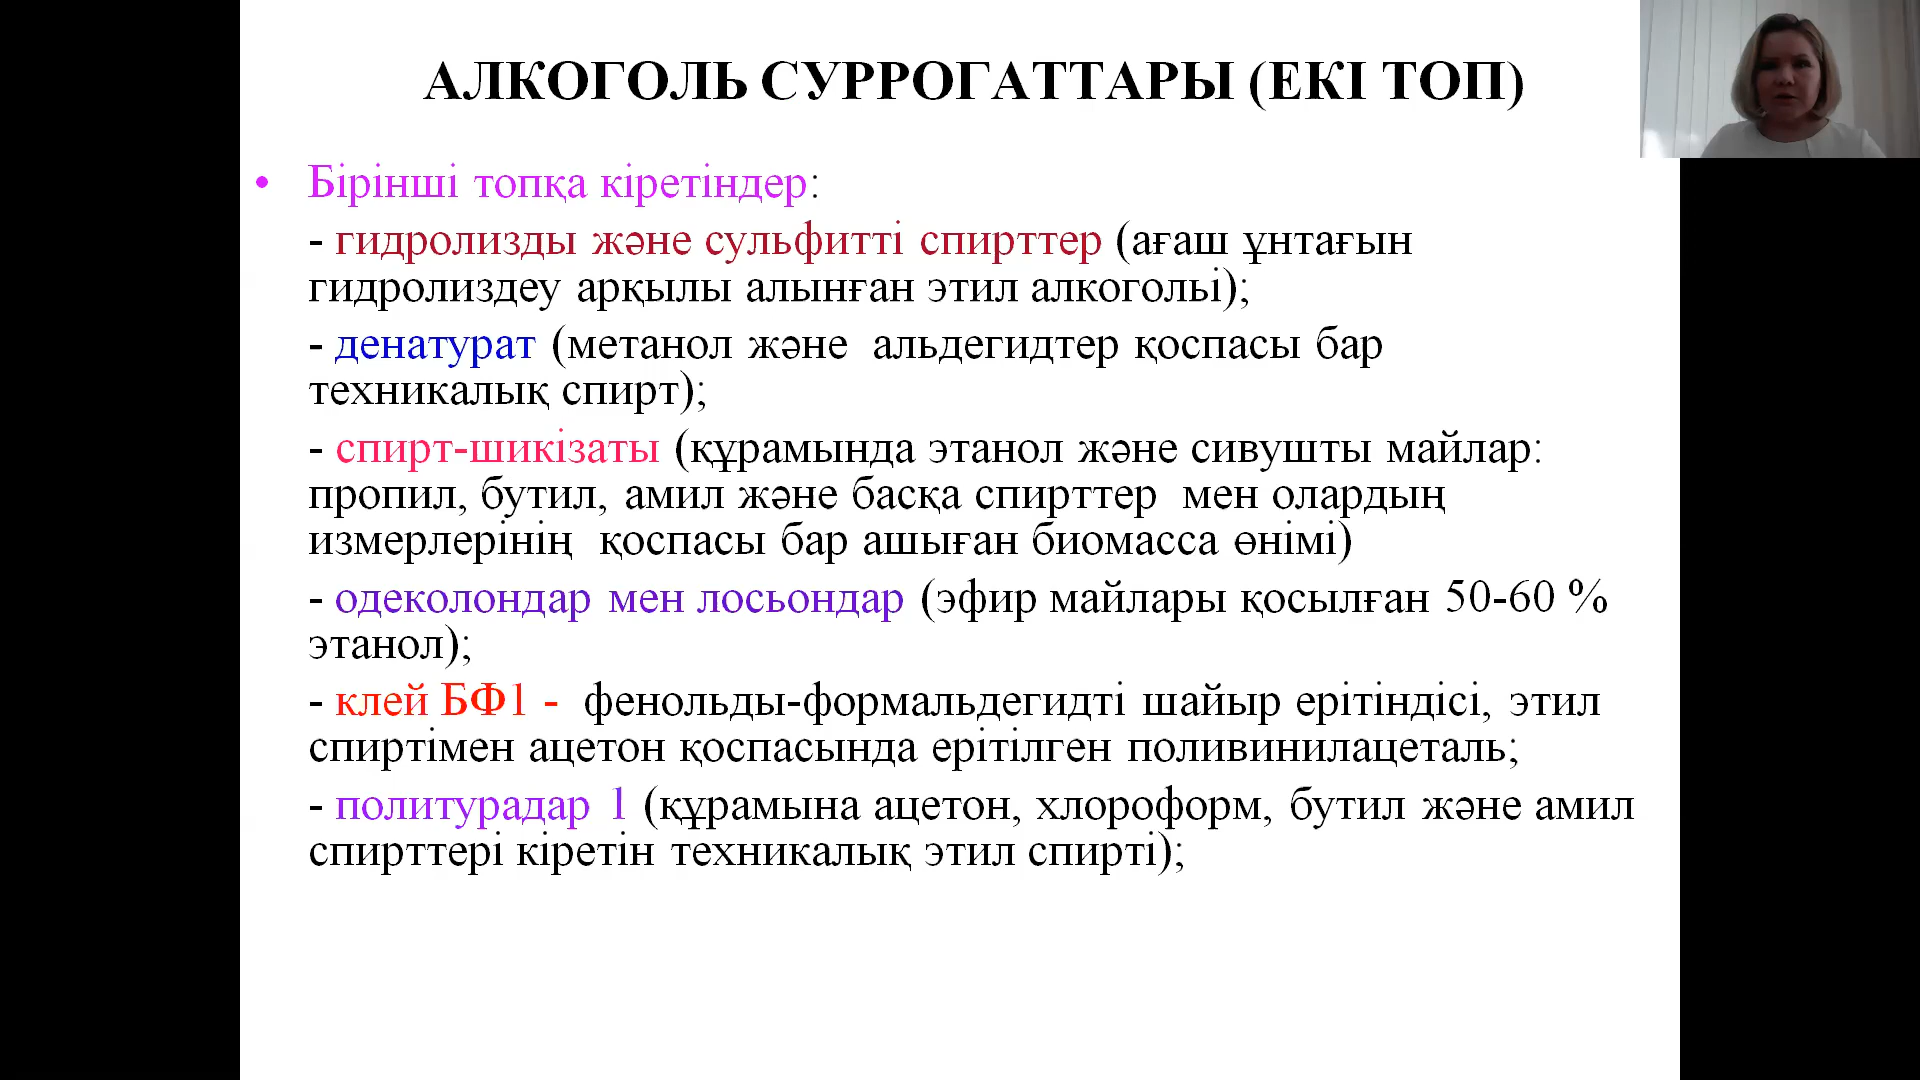 АЛКОГОЛЬ СУРРОГАТТАРЫ (ЕКІ ТОП)
• Бірінші топқа кіретіндер:
- гидролизды және сульфитті спирттер (ағаш ұнтағын
гидролиздеу арқылы алынған этил алкогольі);
- денатурат (метанол және альдегидтер қоспасы бар
техникалық спирт);
- спирт-шикізаты (құрамында этанол және сивушты майлар:
пропил, бутил, амил және басқа спирттер мен олардың
измерлерінің қоспасы бар ашыған биомасса өнімі)
- одеколондар мен лосьондар (эфир майлары қосылған 50-60 %
этанол);
- клей БФ1 - фенольды-формальдегидті шайыр ерітіндісі, этил
спиртімен ацетон қоспасында ерітілген поливинилацеталь;
- политурадар 1 (құрамына ацетон, хлороформ, бутил және амил
спирттері кіретін техникалық этил спирті);